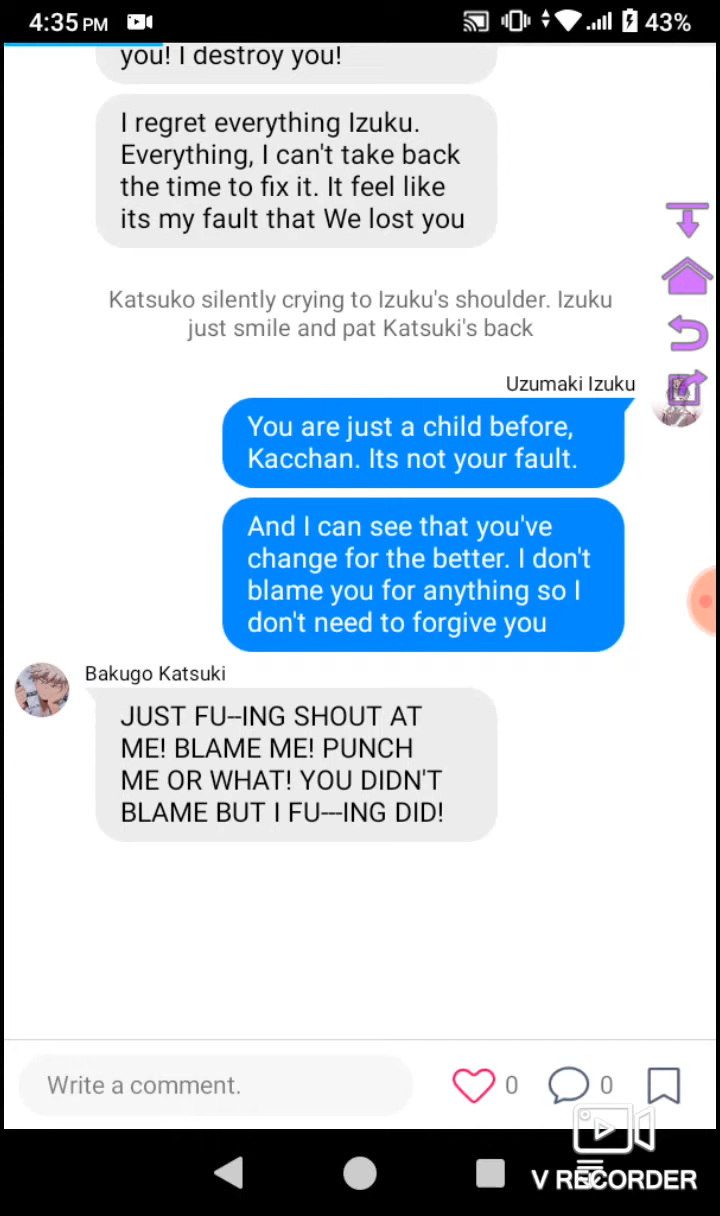 4:35 PM
43%
you! I destroy you!
I regret everything Izuku.
Everything, I can't take back
the time to fix it. It feel like
its my fault that We lost you
Katsuko silently crying to Izuku's shoulder. Izuku
just smile and pat Katsuki's back
Uzumaki Izuku
You are just a child before,
Kacchan. Its not your fault.
And I can see that you've
change for the better. I don't
blame you for anything so I
don't need to forgive you
Bakugo Katsuki
JUST FU--ING SHOUT AT
ME! BLAME ME! PUNCH
ME OR WHAT! YOU DIDN'T
BLAME BUT I FU---ING DID!
Write a comment.
0
0
V RECORDER